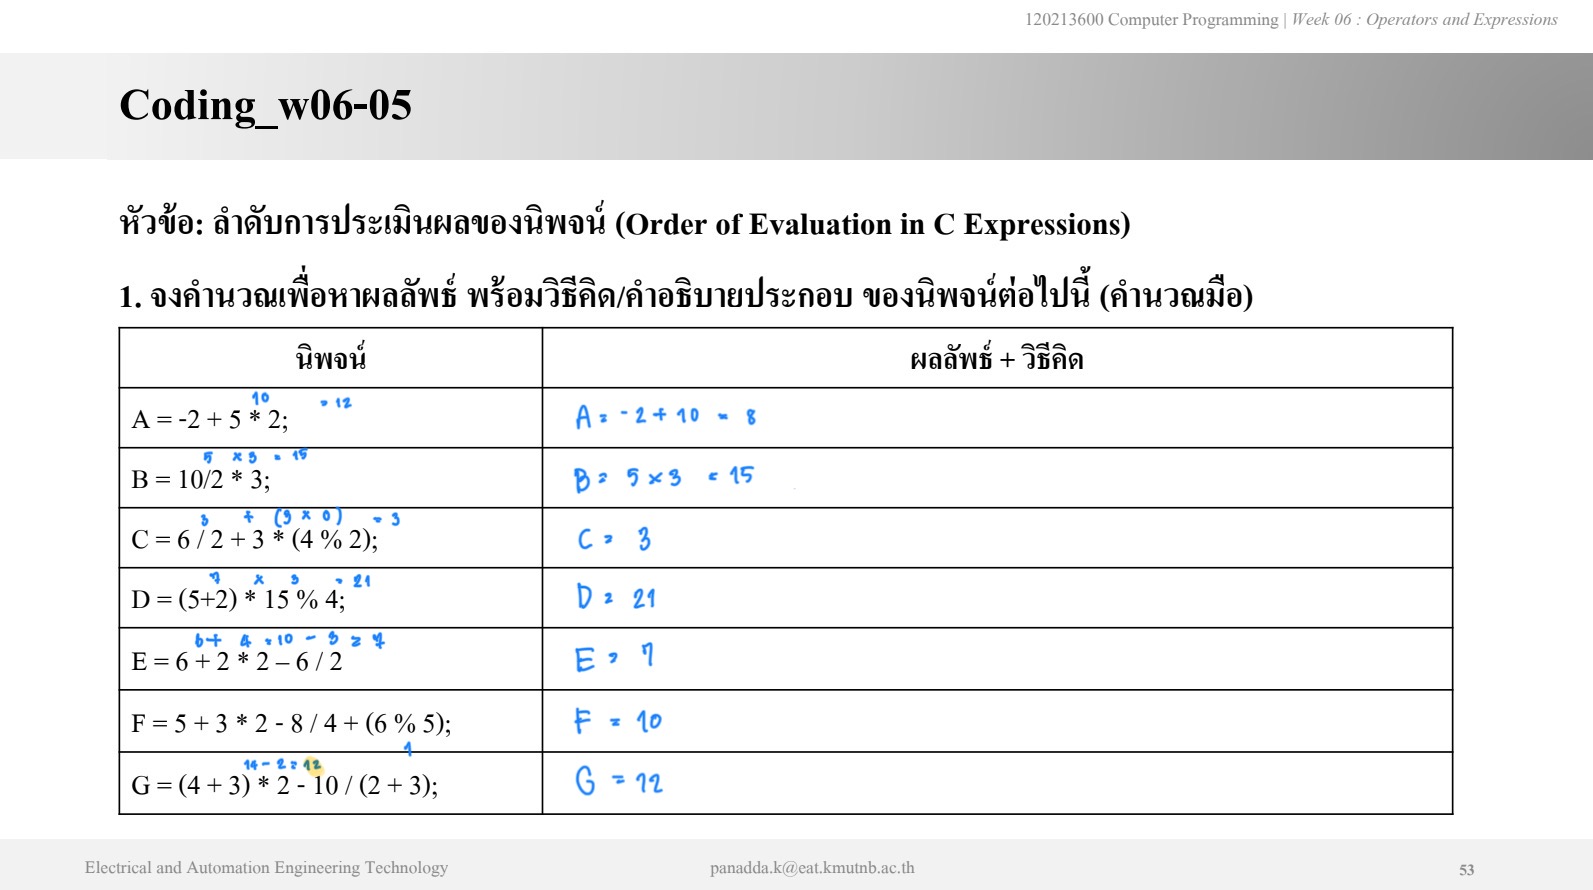 120213600 Computer Programming | Week 06 : Operators and Expressions
Coding_w06-05
หัวข้อ: ลำดับการประเมินผลของนิพจน์ (Order of Evaluation in C Expressions)
1. จงคำนวณเพื่อหาผลลัพธ์ พร้อมวิธีคิด/คำอธิบายประกอบ ของนิพจน์ต่อไปนี้ (คำนวณมือ)
นิพจน์ ผลลัพธ์ + วิธีคิด
10 = 12
A = -2 + 5 * 2; A = -2 + 10 = 8
5 × 3 = 15
B = 10/2 * 3; B = 5 × 3 = 15
3 + (3 × 0) = 3
C = 6 / 2 + 3 * (4 % 2); C = 3
7 × 3 = 21
D = (5+2) * 15 % 4; D = 21
6 + 4 = 10 - 3 = 7
E = 6 + 2 * 2 – 6 / 2 E = 7
F = 5 + 3 * 2 - 8 / 4 + (6 % 5); F = 10
1
14 - 2 = 12
G = (4 + 3) * 2 - 10 / (2 + 3); G = 12
Electrical and Automation Engineering Technology panadda.k@eat.kmutnb.ac.th 53